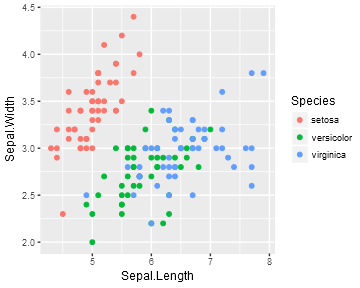 4.5
4.0
3.5
3.0
2.5
2.0
Sepal.Width
5
6
7
8
Sepal.Length
Species
setosa
versicolor
virginica